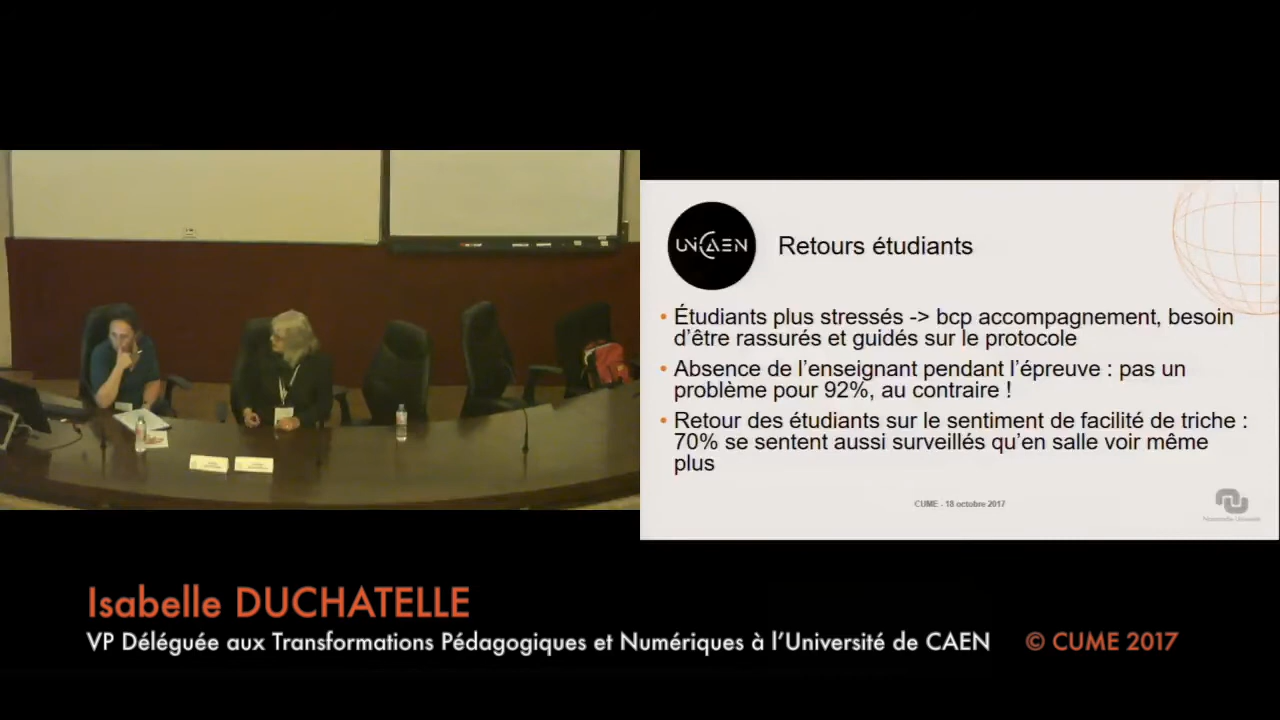 UNICAEN
Retours étudiants
• Étudiants plus stressés -> bcp accompagnement, besoin
d'être rassurés et guidés sur le protocole
• Absence de l'enseignant pendant l'épreuve : pas un
problème pour 92%, au contraire !
• Retour des étudiants sur le sentiment de facilité de triche :
70% se sentent aussi surveillés qu'en salle voir même
plus
CUME - 18 octobre 2017
Normandie Université
Isabelle DUCHATELLE
VP Déléguée aux Transformations Pédagogiques et Numériques à l'Université de CAEN
© CUME 2017